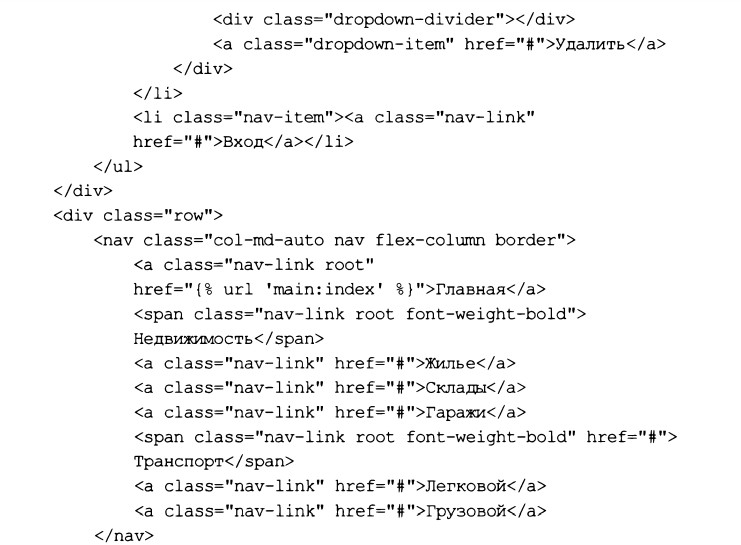 <div class="dropdown-divider"></div>
<a class="dropdown-item" href="#">Удалить</a>
</div>
</li>
<li class="nav-item"><a class="nav-link"
href="#">Вход</a></li>
</ul>
</div>
<div class="row">
<nav class="col-md-auto nav flex-column border">
<a class="nav-link root"
href="{% url 'main:index' %}">Главная</a>
<span class="nav-link root font-weight-bold">
Недвижимость</span>
<a class="nav-link" href="#">Жилье</a>
<a class="nav-link" href="#">Склады</a>
<a class="nav-link" href="#">Гаражи</a>
<span class="nav-link root font-weight-bold" href="#">
Транспорт</span>
<a class="nav-link" href="#">Легковой</a>
<a class="nav-link" href="#">Грузовой</a>
</nav>